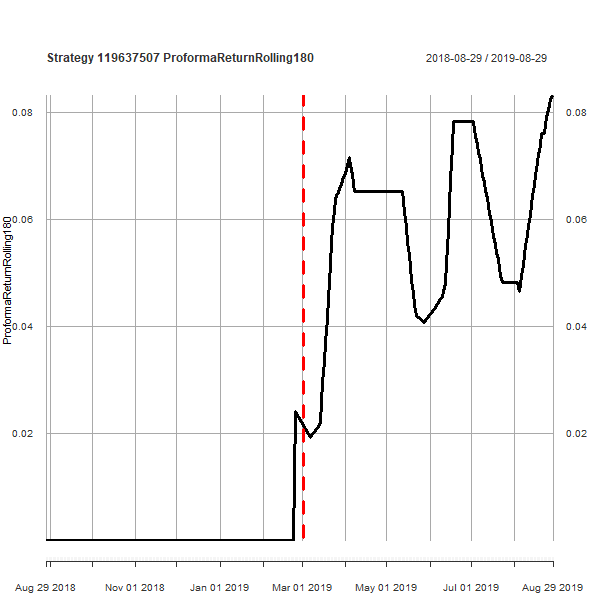 Strategy 119637507 ProformaReturnRolling180
2018-08-29 / 2019-08-29
0.08 0.08
0.06 0.06
ProformaReturnRolling180
0.04 0.04
0.02 0.02
Aug 29 2018 Nov 01 2018 Jan 01 2019 Mar 01 2019 May 01 2019 Jul 01 2019 Aug 29 2019